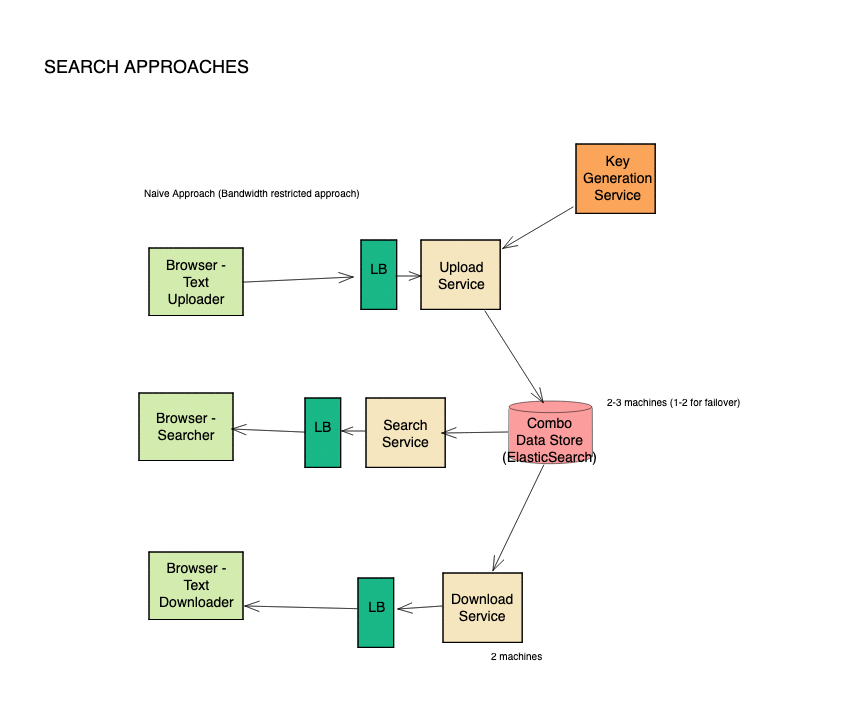 SEARCH APPROACHES
Key
Generation
Service
Naive Approach (Bandwidth restricted approach)
Browser -
Text
Uploader
LB
Upload
Service
2-3 machines (1-2 for failover)
Browser -
Searcher
LB
Search
Service
Combo
Data Store
(ElasticSearch)
Browser -
Text
Downloader
LB
Download
Service
2 machines